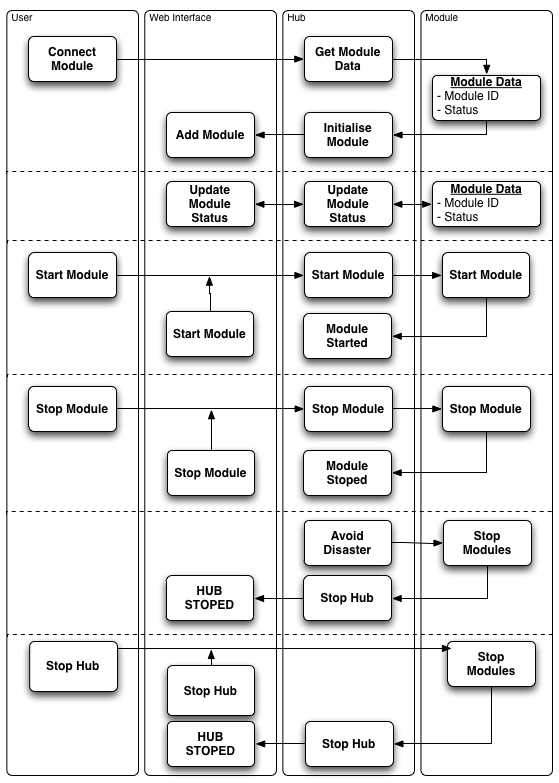 User
Web Interface
Hub
Module
Connect
Module
Get Module
Data
Module Data
- Module ID
- Status
Add Module
Initialise
Module
Update
Module
Status
Update
Module
Status
Module Data
- Module ID
- Status
Start Module
Start Module
Start Module
Start Module
Module
Started
Stop Module
Stop Module
Stop Module
Stop Module
Module
Stoped
Avoid
Disaster
Stop
Modules
HUB
STOPED
Stop Hub
Stop Hub
Stop
Modules
Stop Hub
HUB
STOPED
Stop Hub